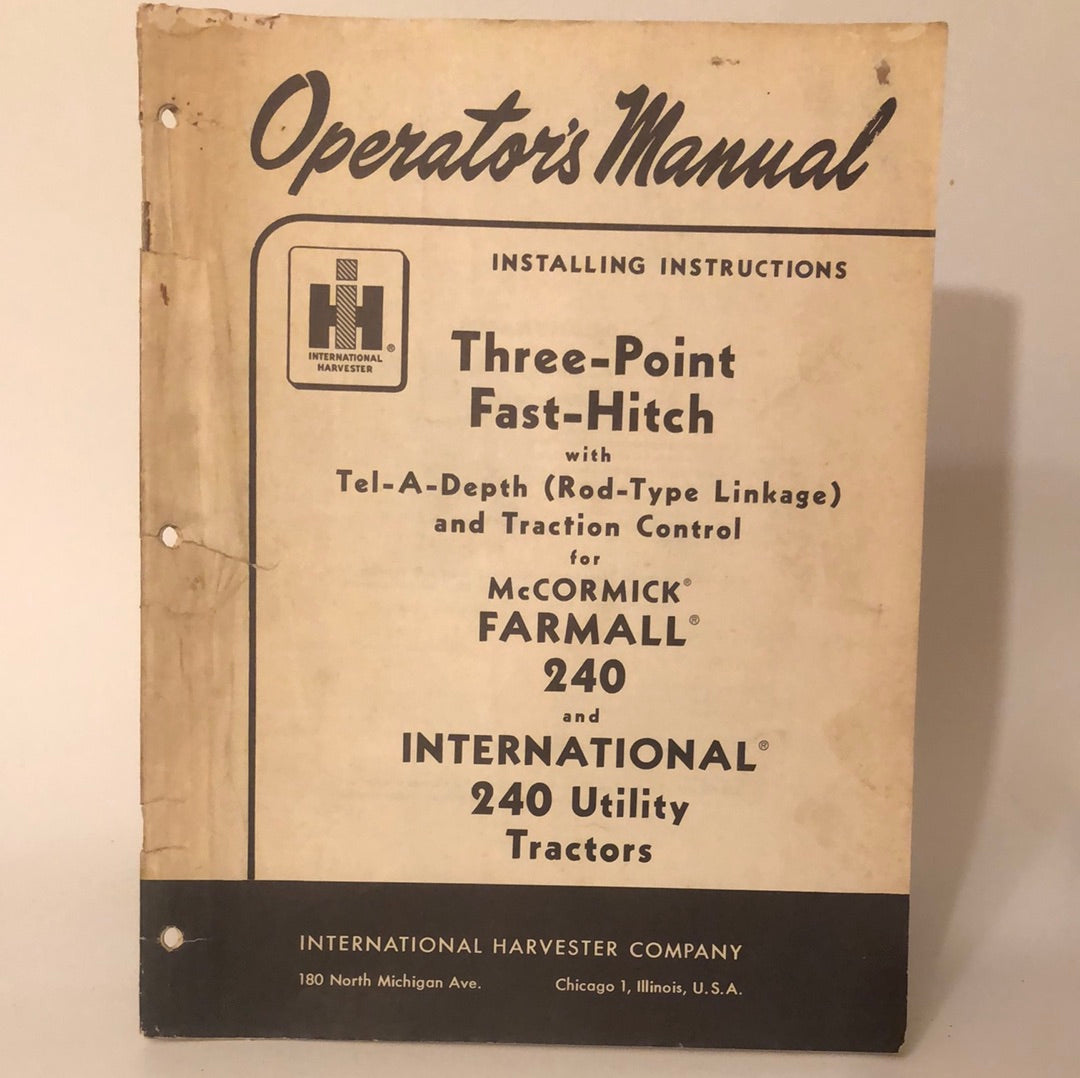 Operator's Manual
INSTALLING INSTRUCTIONS
IH
INTERNATIONAL
HARVESTER ®
Three-Point
Fast-Hitch
with
Tel-A-Depth (Rod-Type Linkage)
and Traction Control
for
McCORMICK®
FARMALL®
240
and
INTERNATIONAL®
240 Utility
Tractors
INTERNATIONAL HARVESTER COMPANY
180 North Michigan Ave. Chicago 1, Illinois, U.S.A.